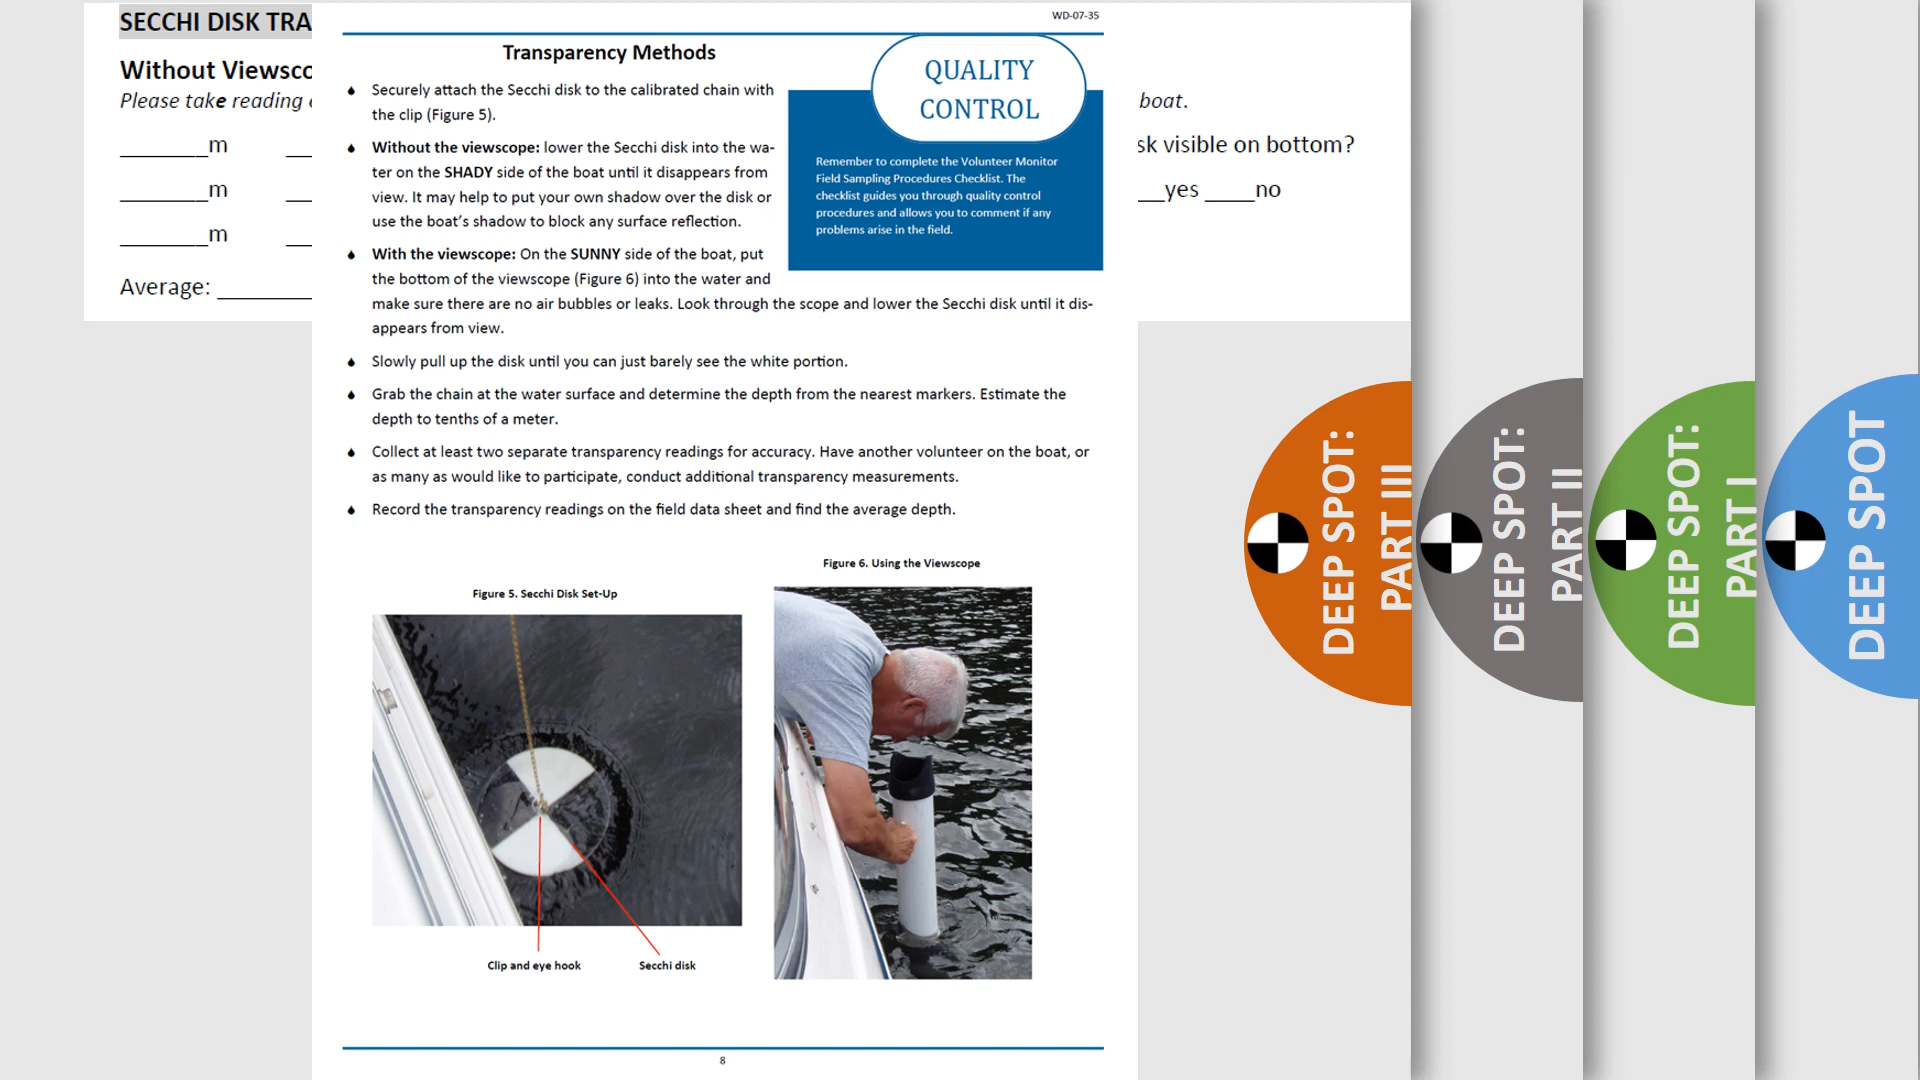 SECCHI DISK TRA
Without Viewsco
Please take reading
boat.
_______m __
sk visible on bottom?
_______m __
__yes ____no
_______m __
Average: ________
WD-07-35
Transparency Methods
QUALITY
CONTROL
Remember to complete the Volunteer Monitor
Field Sampling Procedures Checklist. The
checklist guides you through quality control
procedures and allows you to comment if any
problems arise in the field.
Securely attach the Secchi disk to the calibrated chain with
the clip (Figure 5).
Without the viewscope: lower the Secchi disk into the wa-
ter on the SHADY side of the boat until it disappears from
view. It may help to put your own shadow over the disk or
use the boat's shadow to block any surface reflection.
With the viewscope: On the SUNNY side of the boat, put
the bottom of the viewscope (Figure 6) into the water and
make sure there are no air bubbles or leaks. Look through the scope and lower the Secchi disk until it dis-
appears from view.
Slowly pull up the disk until you can just barely see the white portion.
Grab the chain at the water surface and determine the depth from the nearest markers. Estimate the
depth to tenths of a meter.
Collect at least two separate transparency readings for accuracy. Have another volunteer on the boat, or
as many as would like to participate, conduct additional transparency measurements.
Record the transparency readings on the field data sheet and find the average depth.
Figure 5. Secchi Disk Set-Up
Figure 6. Using the Viewscope
Clip and eye hook
Secchi disk
8
DEEP SPOT:
PART III
DEEP SPOT:
PART II
DEEP SPOT:
PART I
DEEP SPOT